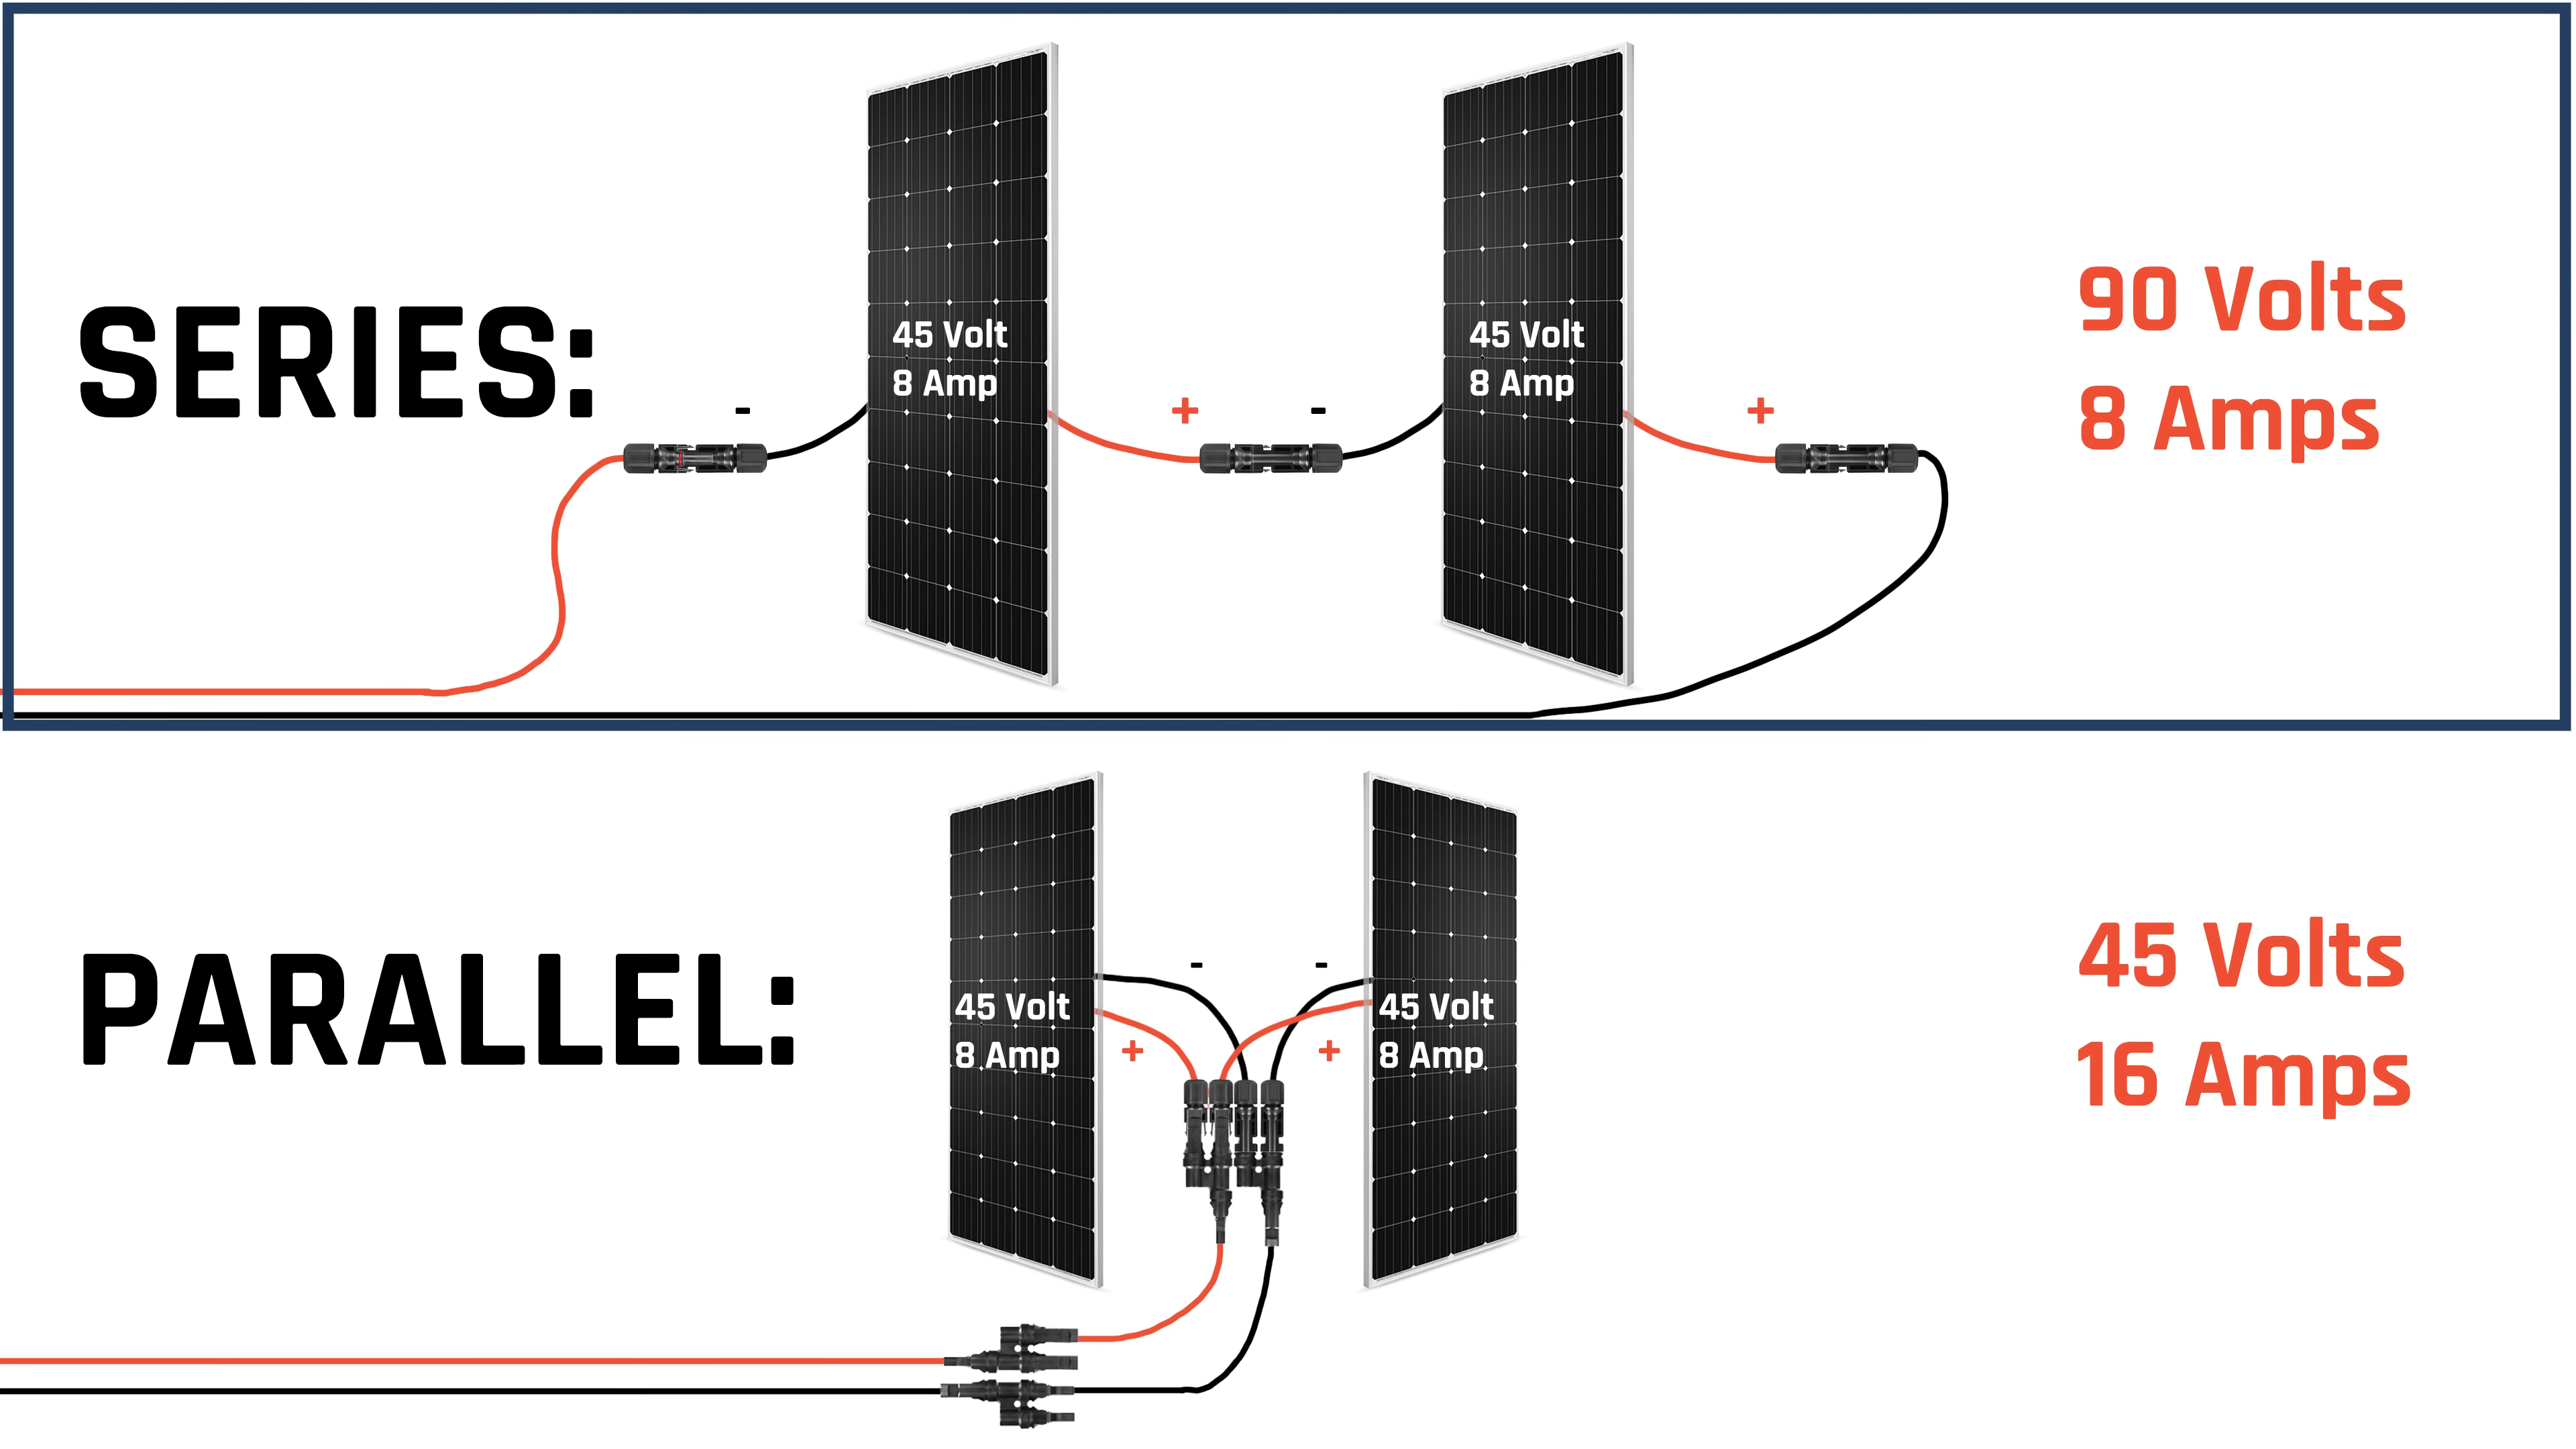 SERIES:
45 Volt
8 Amp
45 Volt
8 Amp
- + - +
90 Volts
8 Amps
PARALLEL:
45 Volt
8 Amp
45 Volt
8 Amp
- -
+ +
45 Volts
16 Amps